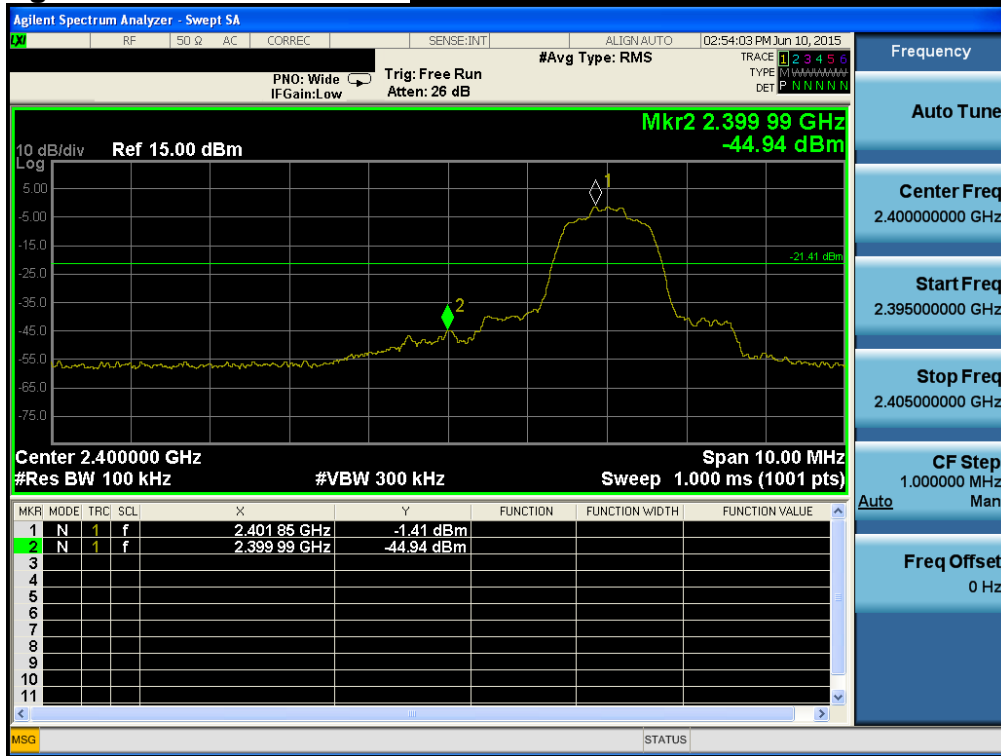 Agilent Spectrum Analyzer - Swept SA
LXI RF 50 Ω AC CORREC SENSE:INT ALIGN AUTO 02:54:03 PM Jun 10, 2015
Frequency
#Avg Type: RMS
TRACE 1 2 3 4 5 6
TYPE M WWWWW
DET P N N N N N
PNO: Wide
IFGain:Low
Trig: Free Run
Atten: 26 dB
Auto Tune
Mkr2 2.399 99 GHz
-44.94 dBm
10 dB/div Ref 15.00 dBm
Log
1
5.00
-5.00
-15.0
-21.41 dBm
-25.0
-35.0
2
-45.0
-55.0
-65.0
-75.0
Center Freq
2.400000000 GHz
Start Freq
2.395000000 GHz
Stop Freq
2.405000000 GHz
Center 2.400000 GHz Span 10.00 MHz
#Res BW 100 kHz #VBW 300 kHz Sweep 1.000 ms (1001 pts)
CF Step
1.000000 MHz
Auto Man
MKR MODE TRC SCL X Y FUNCTION FUNCTION WIDTH FUNCTION VALUE
1 N 1 f 2.401 85 GHz -1.41 dBm
2 N 1 f 2.399 99 GHz -44.94 dBm
3
4
5
6
7
8
9
10
11
Freq Offset
0 Hz
MSG STATUS